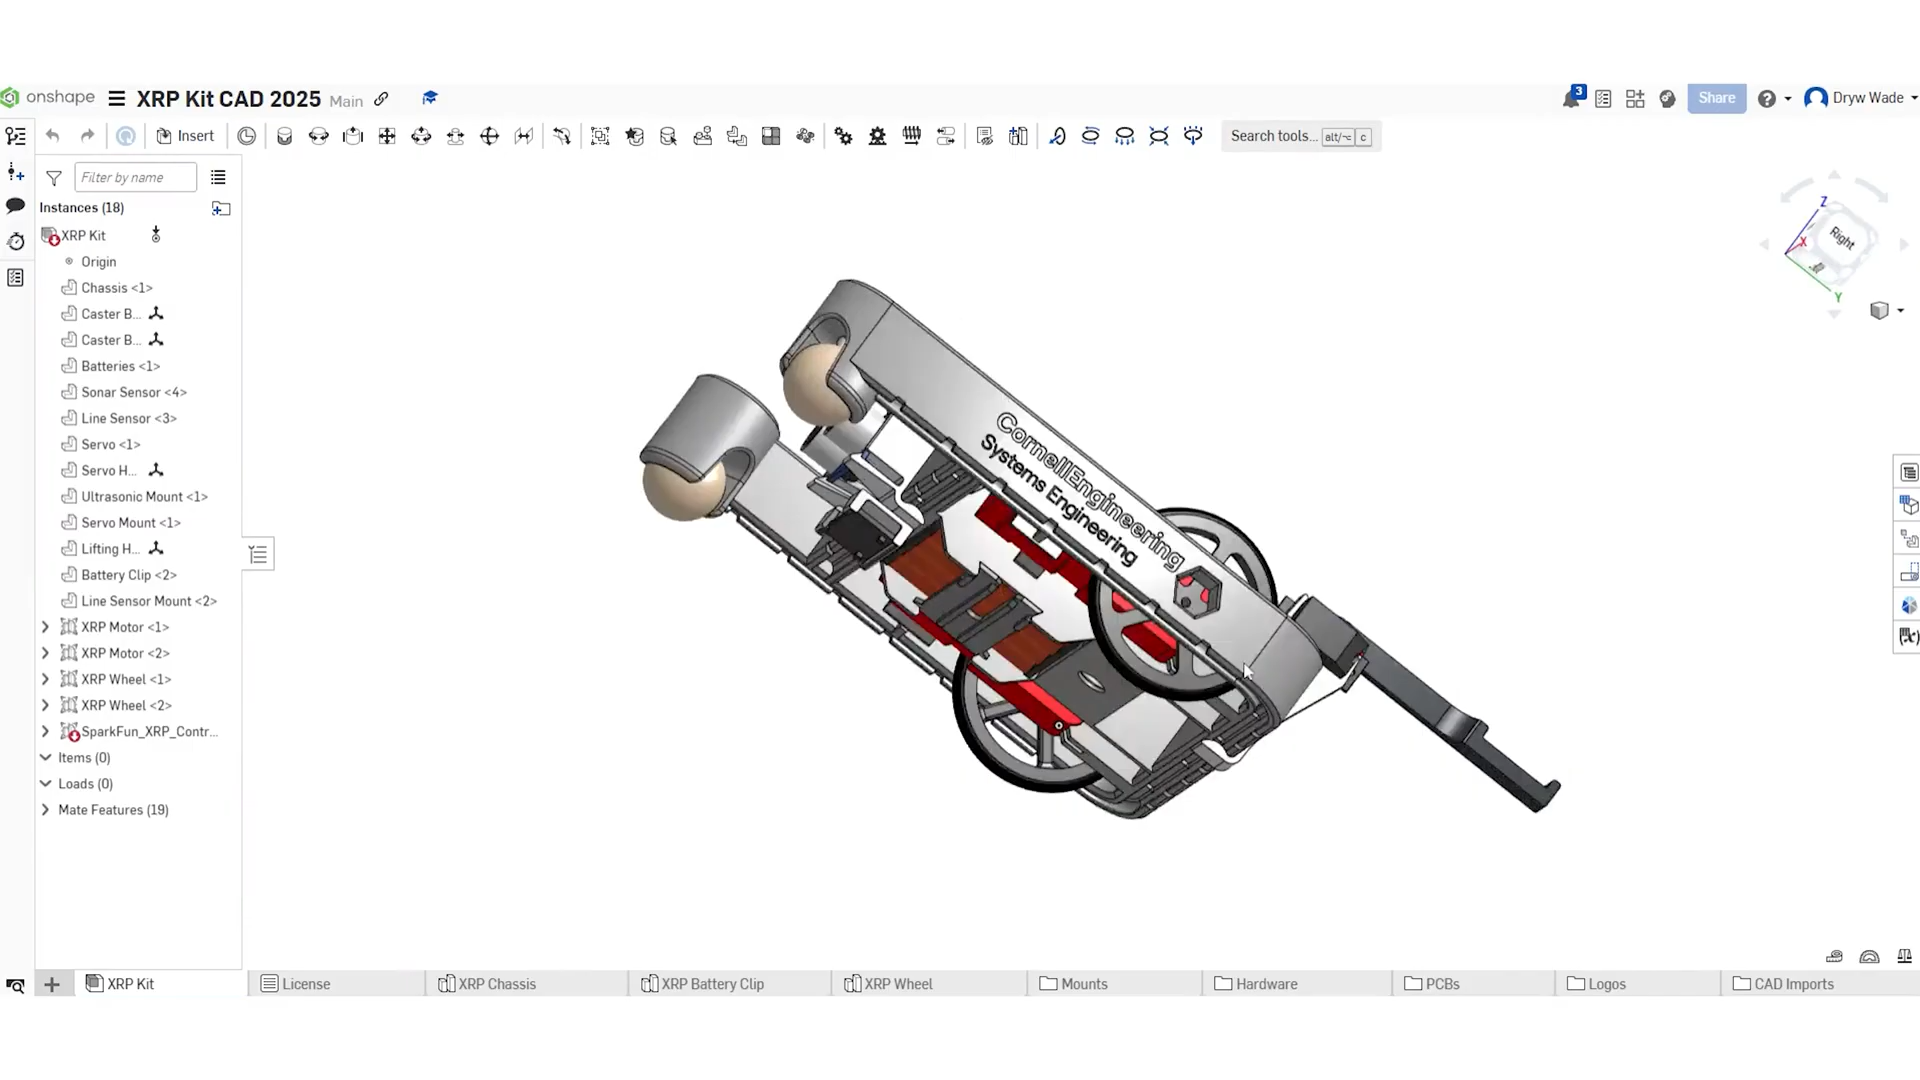 onshape
XRP Kit CAD 2025 Main
3
Share
Dryw Wade
Insert
Search tools... alt/⌥ c
Filter by name
Instances (18)
XRP Kit
Origin
Chassis <1>
Caster B...
Caster B...
Batteries <1>
Sonar Sensor <4>
Line Sensor <3>
Servo <1>
Servo H...
Ultrasonic Mount <1>
Servo Mount <1>
Lifting H...
Battery Clip <2>
Line Sensor Mount <2>
XRP Motor <1>
XRP Motor <2>
XRP Wheel <1>
XRP Wheel <2>
SparkFun_XRP_Contr...
Items (0)
Loads (0)
Mate Features (19)
CornellEngineering
Systems Engineering
Z
X
Right
Y
XRP Kit
License
XRP Chassis
XRP Battery Clip
XRP Wheel
Mounts
Hardware
PCBs
Logos
CAD Imports